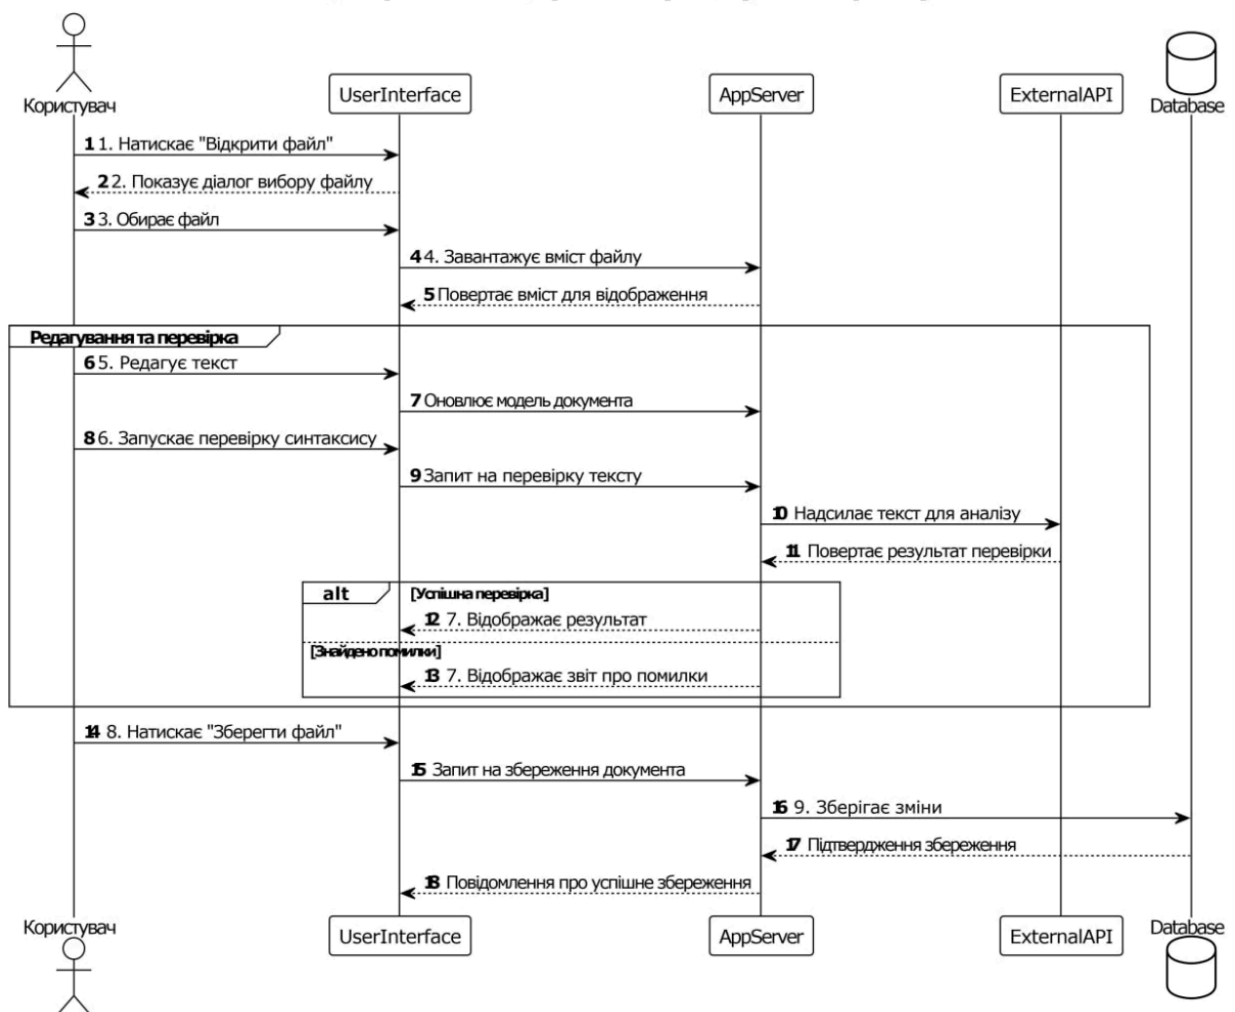 Користувач
UserInterface
AppServer
ExternalAPI
Database
1 1. Натискає "Відкрити файл"
2 2. Показує діалог вибору файлу
3 3. Обирає файл
4 4. Завантажує вміст файлу
5 Повертає вміст для відображення
Редагування та перевірка
6 5. Редагує текст
7 Оновлює модель документа
8 6. Запускає перевірку синтаксису
9 Запит на перевірку тексту
10 Надсилає текст для аналізу
11 Повертає результат перевірки
alt [Успішна перевірка]
12 7. Відображає результат
[Знайдено помилки]
13 7. Відображає звіт про помилки
14 8. Натискає "Зберегти файл"
15 Запит на збереження документа
16 9. Зберігає зміни
17 Підтвердження збереження
18 Повідомлення про успішне збереження
Користувач
UserInterface
AppServer
ExternalAPI
Database